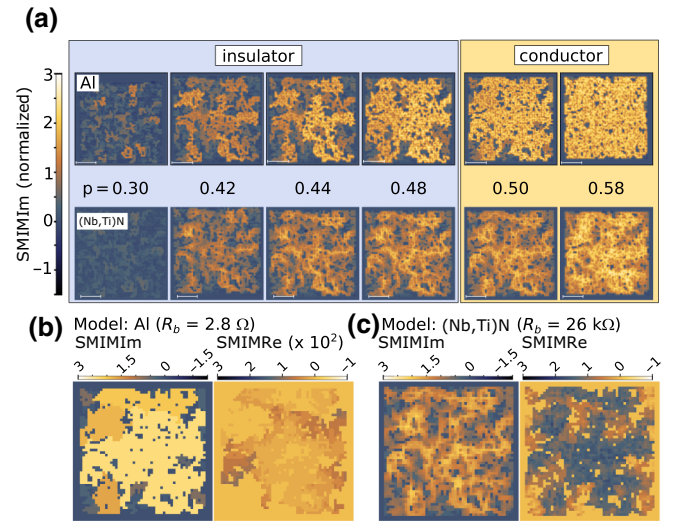 (a)
insulator
conductor
Al
SMIMIm (normalized)
3
2
1
0
−1
p = 0.30
0.42
0.44
0.48
0.50
0.58
(Nb,Ti)N
(b)
Model: Al (R_b = 2.8 Ω)
SMIMIm
SMIMRe (x 10²)
3
1.5
0
-1.5
3
2
1
0
−1
(c)
Model: (Nb,Ti)N (R_b = 26 kΩ)
SMIMIm
SMIMRe
3
1.5
0
-1.5
3
2
1
0
−1